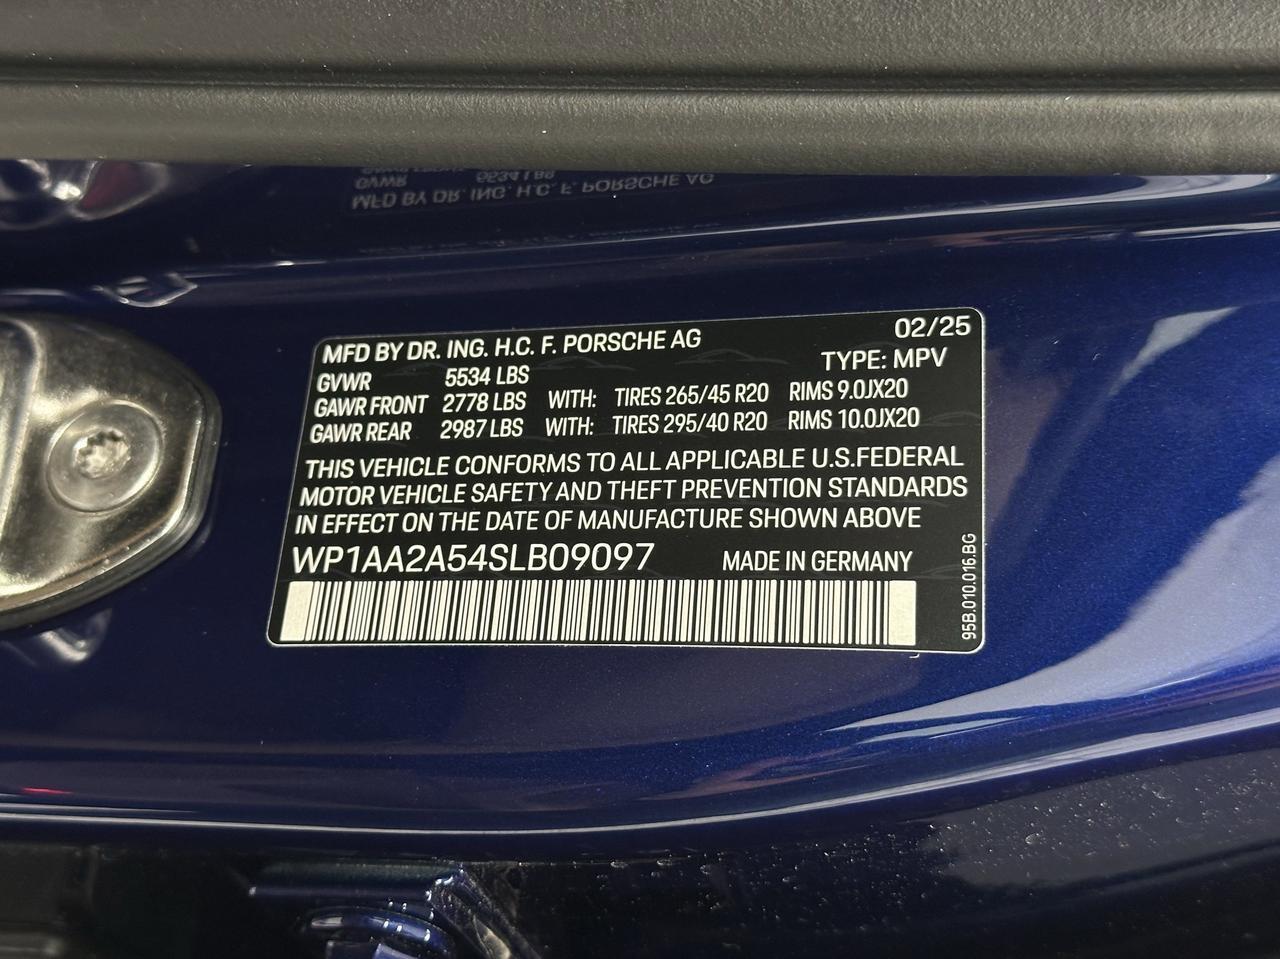 MFD BY DR. ING. H.C. F. PORSCHE AG 02/25
TYPE: MPV
GVWR 5534 LBS
GAWR FRONT 2778 LBS WITH: TIRES 265/45 R20 RIMS 9.0JX20
GAWR REAR 2987 LBS WITH: TIRES 295/40 R20 RIMS 10.0JX20
THIS VEHICLE CONFORMS TO ALL APPLICABLE U.S.FEDERAL
MOTOR VEHICLE SAFETY AND THEFT PREVENTION STANDARDS
IN EFFECT ON THE DATE OF MANUFACTURE SHOWN ABOVE
WP1AA2A54SLB09097 MADE IN GERMANY
95B.010.016.BG